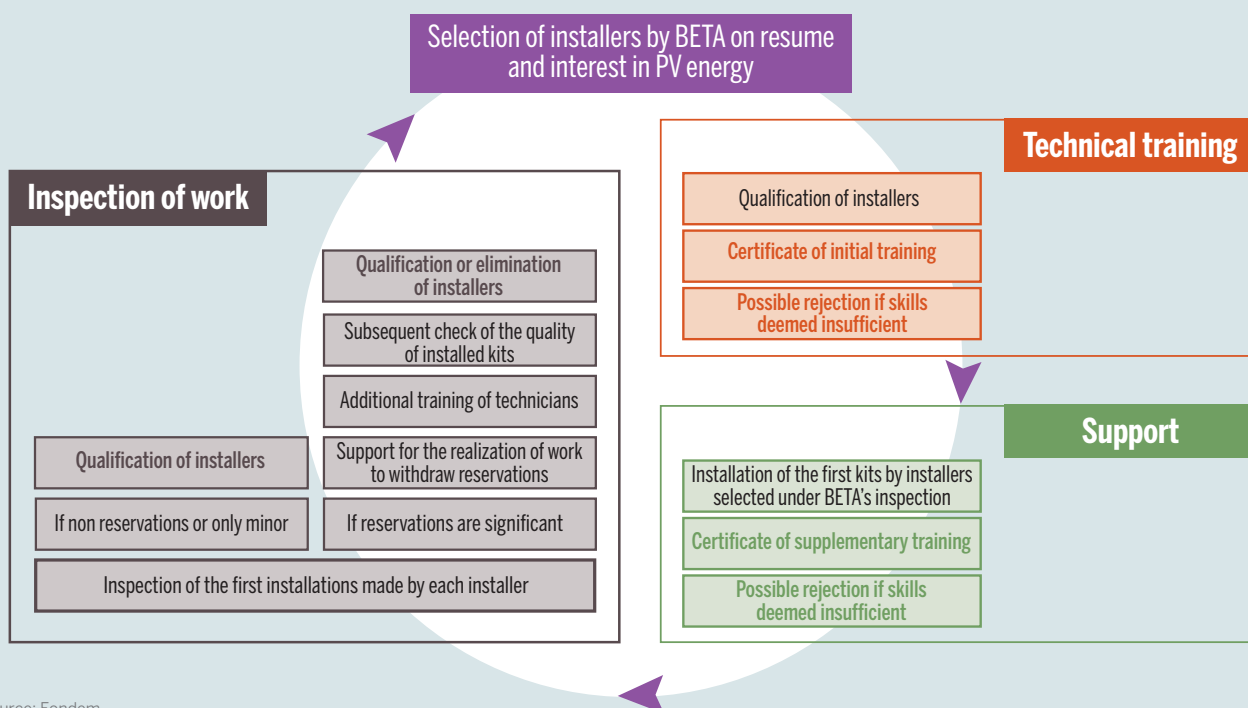 Selection of installers by BETA on resume
and interest in PV energy
Technical training
Qualification of installers
Certificate of initial training
Possible rejection if skills
deemed insufficient
Support
Installation of the first kits by installers
selected under BETA's inspection
Certificate of supplementary training
Possible rejection if skills
deemed insufficient
Inspection of work
Qualification or elimination
of installers
Subsequent check of the quality
of installed kits
Additional training of technicians
Qualification of installers
Support for the realization of work
to withdraw reservations
If non reservations or only minor
If reservations are significant
Inspection of the first installations made by each installer